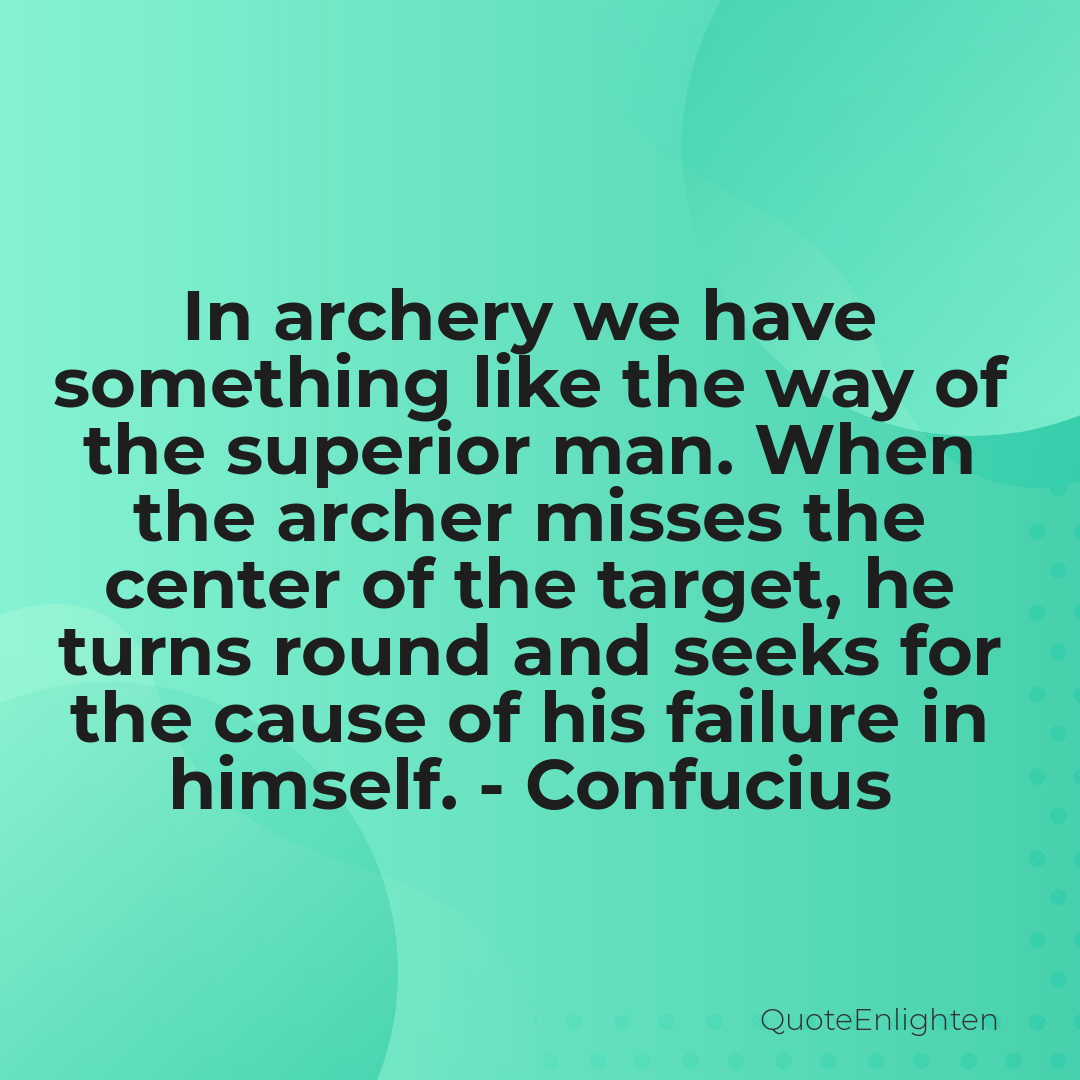 In archery we have
something like the way of
the superior man. When
the archer misses the
center of the target, he
turns round and seeks for
the cause of his failure in
himself. - Confucius
QuoteEnlighten